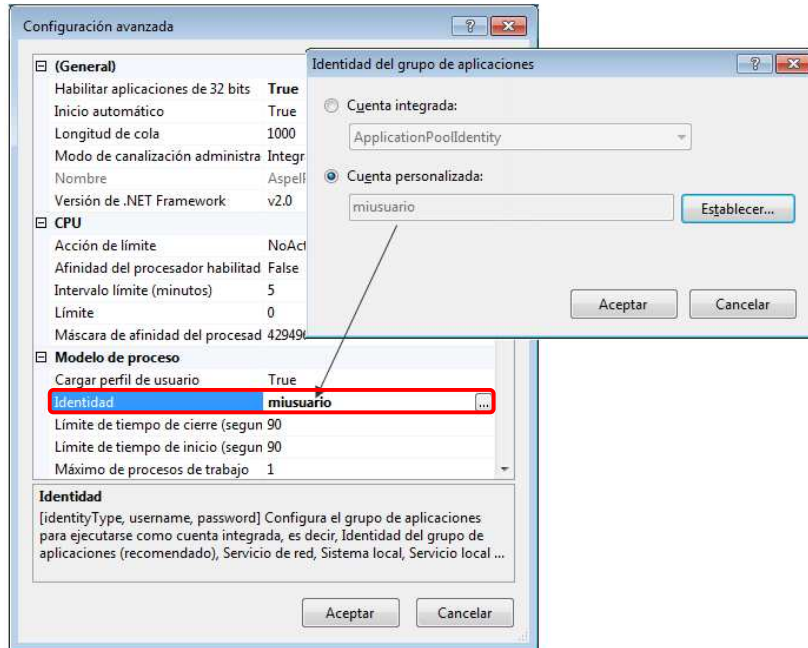 Configuración avanzada
(General)
Habilitar aplicaciones de 32 bits True
Inicio automático True
Longitud de cola 1000
Modo de canalización administra Integr
Nombre AspelF
Versión de .NET Framework v2.0
CPU
Acción de límite NoAct
Afinidad del procesador habilitad False
Intervalo límite (minutos) 5
Límite 0
Máscara de afinidad del procesad 429496
Modelo de proceso
Cargar perfil de usuario True
Identidad miusuario ...
Límite de tiempo de cierre (segun 90
Límite de tiempo de inicio (segun 90
Máximo de procesos de trabajo 1
Identidad
[identityType, username, password] Configura el grupo de aplicaciones
para ejecutarse como cuenta integrada, es decir, Identidad del grupo de
aplicaciones (recomendado), Servicio de red, Sistema local, Servicio local ...
Aceptar Cancelar
Identidad del grupo de aplicaciones
Cuenta integrada:
ApplicationPoolIdentity
Cuenta personalizada:
miusuario Establecer...
Aceptar Cancelar